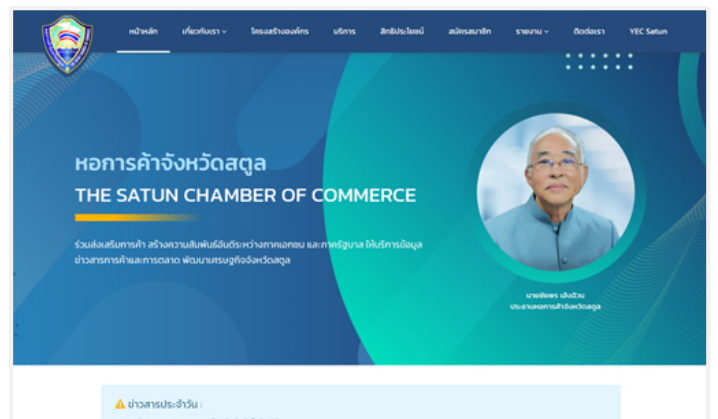 หน้าหลัก เกี่ยวกับเรา โครงสร้างองค์กร บริการ สิทธิประโยชน์ สมัครสมาชิก รายงาน ติดต่อเรา YEC Satun
หอการค้าจังหวัดสตูล
THE SATUN CHAMBER OF COMMERCE
ร่วมส่งเสริมการค้า สร้างความสัมพันธ์อันดีระหว่างภาคเอกชน และภาครัฐบาล ให้บริการข้อมูล
ข่าวสารการค้าและการตลาด พัฒนาเศรษฐกิจจังหวัดสตูล
ประธานหอการค้าจังหวัดสตูล
ข่าวสารประจำวัน :